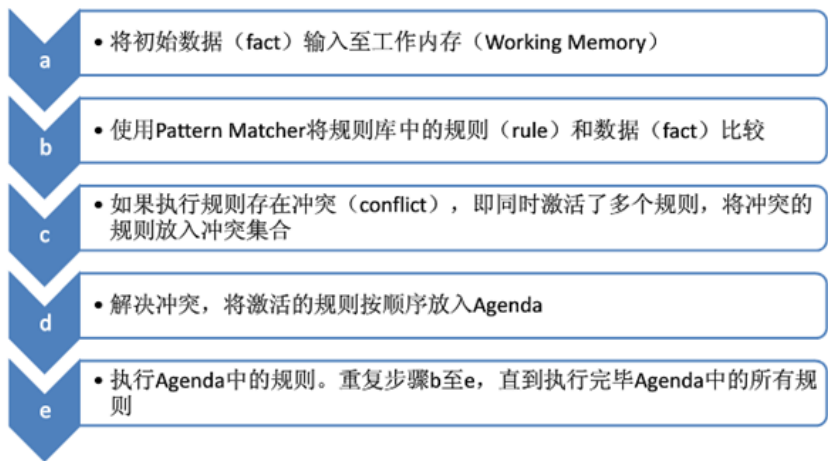 a
• 将初始数据（fact）输入至工作内存（Working Memory）
b
• 使用Pattern Matcher将规则库中的规则（rule）和数据（fact）比较
c
• 如果执行规则存在冲突（conflict），即同时激活了多个规则，将冲突的
规则放入冲突集合
d
• 解决冲突，将激活的规则按顺序放入Agenda
e
• 执行Agenda中的规则。重复步骤b至e，直到执行完毕Agenda中的所有规
则